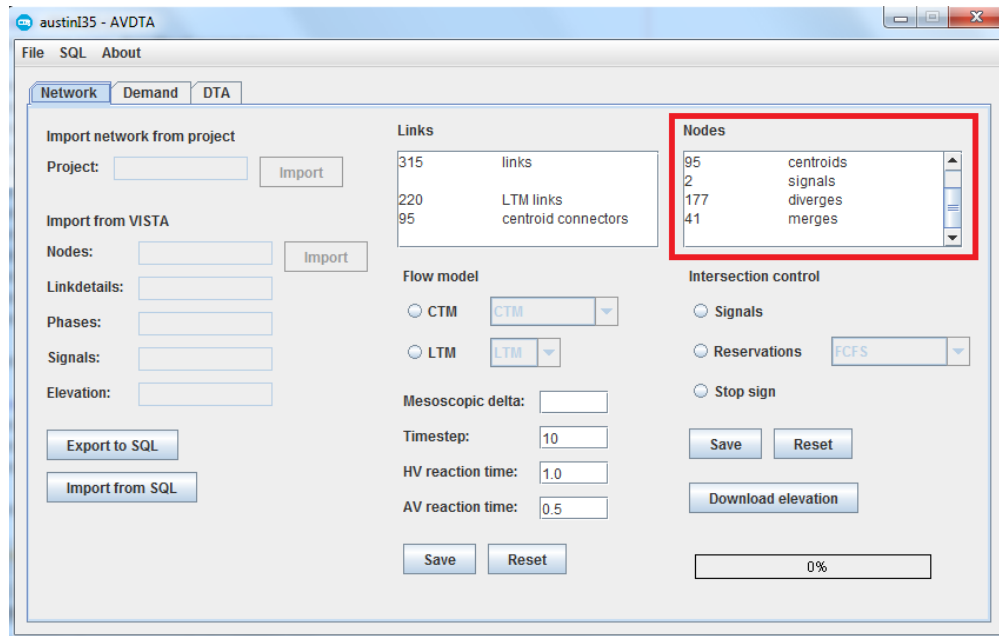 austinI35 - AVDTA
File SQL About
Network Demand DTA
Import network from project
Project: Import
Import from VISTA
Nodes: Import
Linkdetails:
Phases:
Signals:
Elevation:
Export to SQL
Import from SQL
Links
315 links
220 LTM links
95 centroid connectors
Flow model
CTM CTM
LTM LTM
Mesoscopic delta:
Timestep: 10
HV reaction time: 1.0
AV reaction time: 0.5
Save Reset
Nodes
95 centroids
2 signals
177 diverges
41 merges
Intersection control
Signals
Reservations FCFS
Stop sign
Save Reset
Download elevation
0%